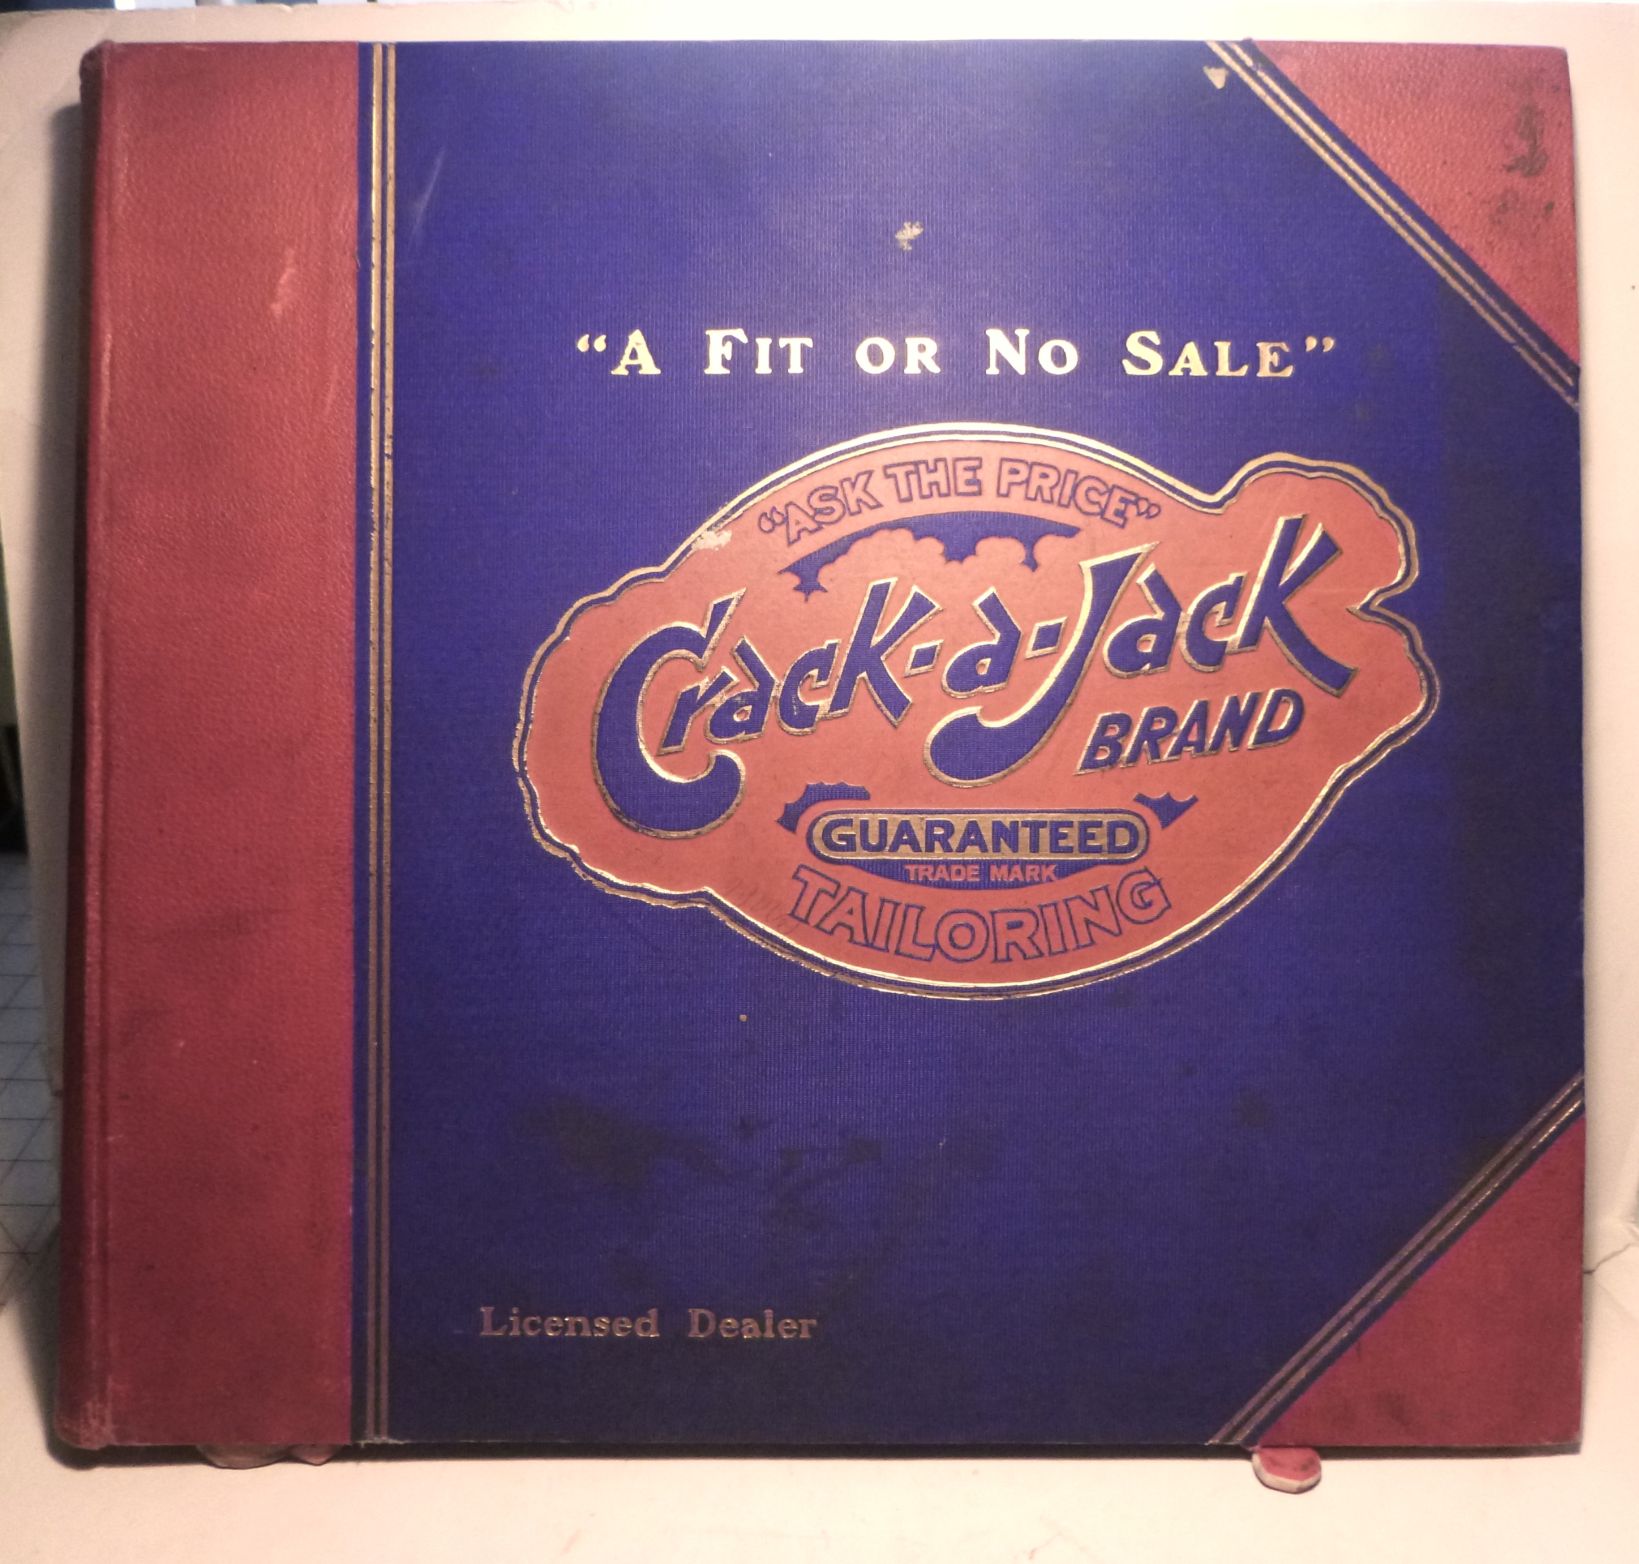 “A Fit or No Sale”
“ASK THE PRICE”
Crack-a-Jack
BRAND
GUARANTEED
TRADE MARK
TAILORING
Licensed Dealer